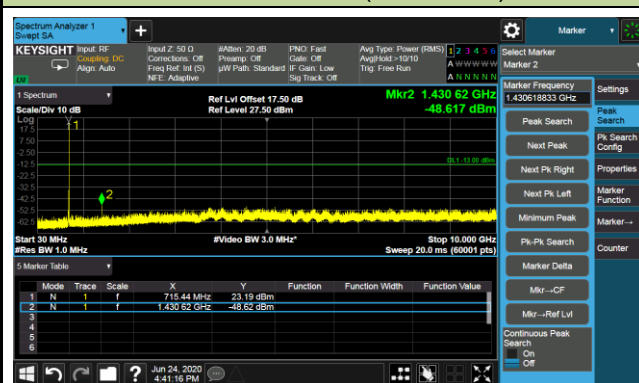 Spectrum Analyzer 1
Swept SA
+
Marker
KEYSIGHT
Input: RF
Coupling: DC
Align: Auto
Input Z: 50 Ω
Corrections: Off
Freq Ref: Int (S)
NFE: Adaptive
#Atten: 20 dB
Preamp: Off
µW Path: Standard
PNO: Fast
Gate: Off
IF Gain: Low
Sig Track: Off
Avg Type: Power (RMS)
Avg|Hold:>10/10
Trig: Free Run
1 2 3 4 5 6
A W W W W W
A N N N N N
Select Marker
Marker 2
Marker Frequency
1.430618833 GHz
Settings
Peak Search
Next Peak
Next Pk Right
Next Pk Left
Minimum Peak
Pk-Pk Search
Marker Delta
Mkr→CF
Mkr→Ref Lvl
Continuous Peak Search
On
Off
Peak Search
Pk Search Config
Properties
Marker Function
Marker→
Counter
1 Spectrum
Scale/Div 10 dB
Ref Lvl Offset 17.50 dB
Ref Level 27.50 dBm
Mkr2 1.430 62 GHz
-48.617 dBm
Log
17.5
7.50
-2.50
-12.5
-22.5
-32.5
-42.5
-52.5
-62.5
1
2
DL1 -13.00 dBm
Start 30 MHz
#Video BW 3.0 MHz*
Stop 10.000 GHz
#Res BW 1.0 MHz
Sweep 20.0 ms (60001 pts)
5 Marker Table
Mode Trace Scale X Y Function Function Width Function Value
1 N 1 f 715.44 MHz 23.19 dBm
2 N 1 f 1.430 62 GHz -48.62 dBm
3
4
5
6
?
Jun 24, 2020
4:41:16 PM